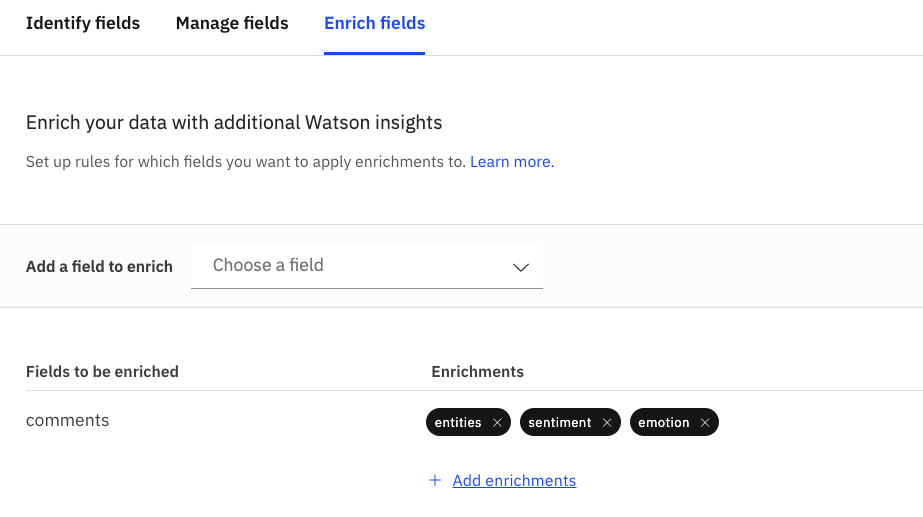 Identify fields Manage fields Enrich fields
Enrich your data with additional Watson insights
Set up rules for which fields you want to apply enrichments to. Learn more.
Add a field to enrich Choose a field
Fields to be enriched Enrichments
comments entities × sentiment × emotion ×
+ Add enrichments